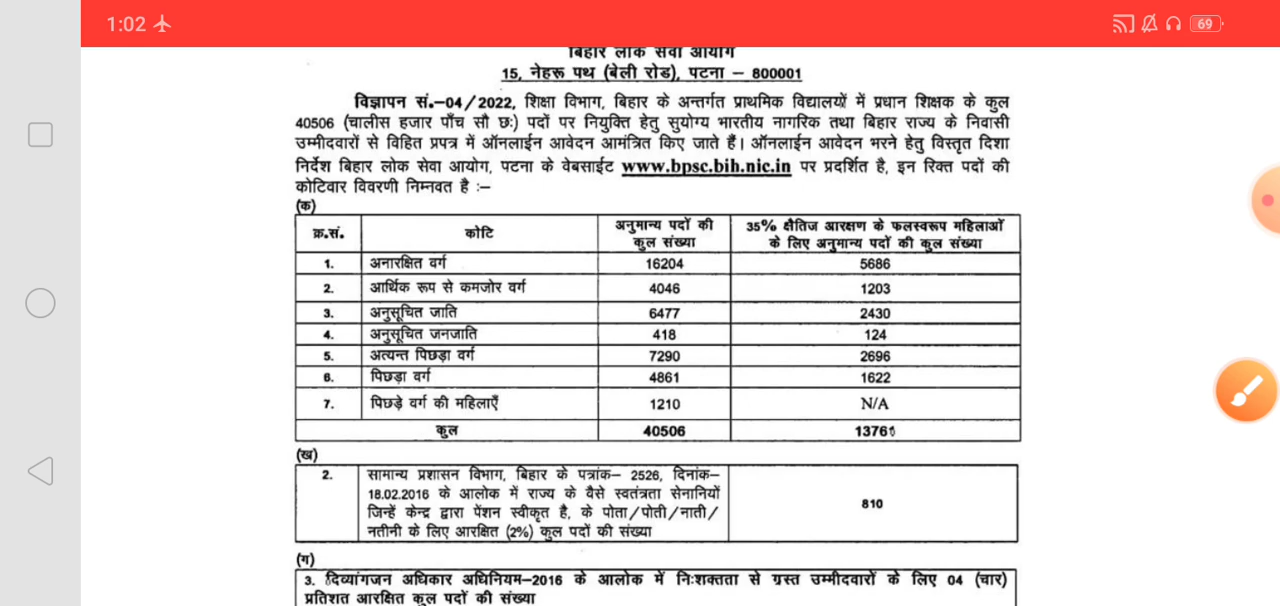 1:02
69
बिहार लोक सेवा आयोग
15, नेहरू पथ (बेली रोड), पटना – 800001
विज्ञापन सं.–04/2022, शिक्षा विभाग, बिहार के अन्तर्गत प्राथमिक विद्यालयों में प्रधान शिक्षक के कुल
40506 (चालीस हजार पाँच सौ छः) पदों पर नियुक्ति हेतु सुयोग्य भारतीय नागरिक तथा बिहार राज्य के निवासी
उम्मीदवारों से विहित प्रपत्र में ऑनलाईन आवेदन आमंत्रित किए जाते हैं। ऑनलाईन आवेदन भरने हेतु विस्तृत दिशा
निर्देश बिहार लोक सेवा आयोग, पटना के वेबसाईट www.bpsc.bih.nic.in पर प्रदर्शित है, इन रिक्त पदों की
कोटिवार विवरणी निम्नवत है :–
(क)
क्र.सं. कोटि अनुमान्य पदों की कुल संख्या 35% क्षैतिज आरक्षण के फलस्वरूप महिलाओं के लिए अनुमान्य पदों की कुल संख्या
1. अनारक्षित वर्ग 16204 5686
2. आर्थिक रूप से कमजोर वर्ग 4046 1203
3. अनुसूचित जाति 6477 2430
4. अनुसूचित जनजाति 418 124
5. अत्यन्त पिछड़ा वर्ग 7290 2696
6. पिछड़ा वर्ग 4861 1622
7. पिछड़े वर्ग की महिलाएँ 1210 N/A
कुल 40506 13761
(ख)
2. सामान्य प्रशासन विभाग, बिहार के पत्रांक– 2526, दिनांक–
18.02.2016 के आलोक में राज्य के वैसे स्वतंत्रता सेनानियों
जिन्हें केन्द्र द्वारा पेंशन स्वीकृत है, के पोता/पोती/नाती/
नतीनी के लिए आरक्षित (2%) कुल पदों की संख्या
810
(ग)
3. दिव्यांगजन अधिकार अधिनियम–2016 के आलोक में निःशक्तता से ग्रस्त उम्मीदवारों के लिए 04 (चार)
प्रतिशत आरक्षित कुल पदों की संख्या